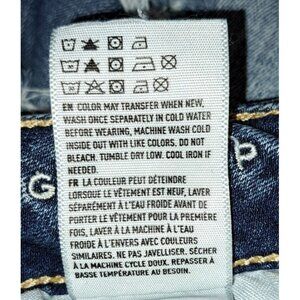 EN COLOR MAY TRANSFER WHEN NEW.
WASH ONCE SEPARATELY IN COLD WATER
BEFORE WEARING, MACHINE WASH COLD
INSIDE OUT WITH LIKE COLORS. DO NOT
BLEACH. TUMBLE DRY LOW. COOL IRON IF
NEEDED.
FR LA COULEUR PEUT DÉTEINDRE
LORSQUE LE VÊTEMENT EST NEUF, LAVER
SÉPARÉMENT À L'EAU FROIDE AVANT DE
PORTER LE VÊTEMENT POUR LA PREMIÈRE
FOIS, LAVER À LA MACHINE À L'EAU
FROIDE À L'ENVERS AVEC COULEURS
SIMILAIRES. NE PAS JAVELLISER. SÉCHER
À LA MACHINE CYCLE DOUX. REPASSER À
BASSE TEMPÉRATURE AU BESOIN.
G
P